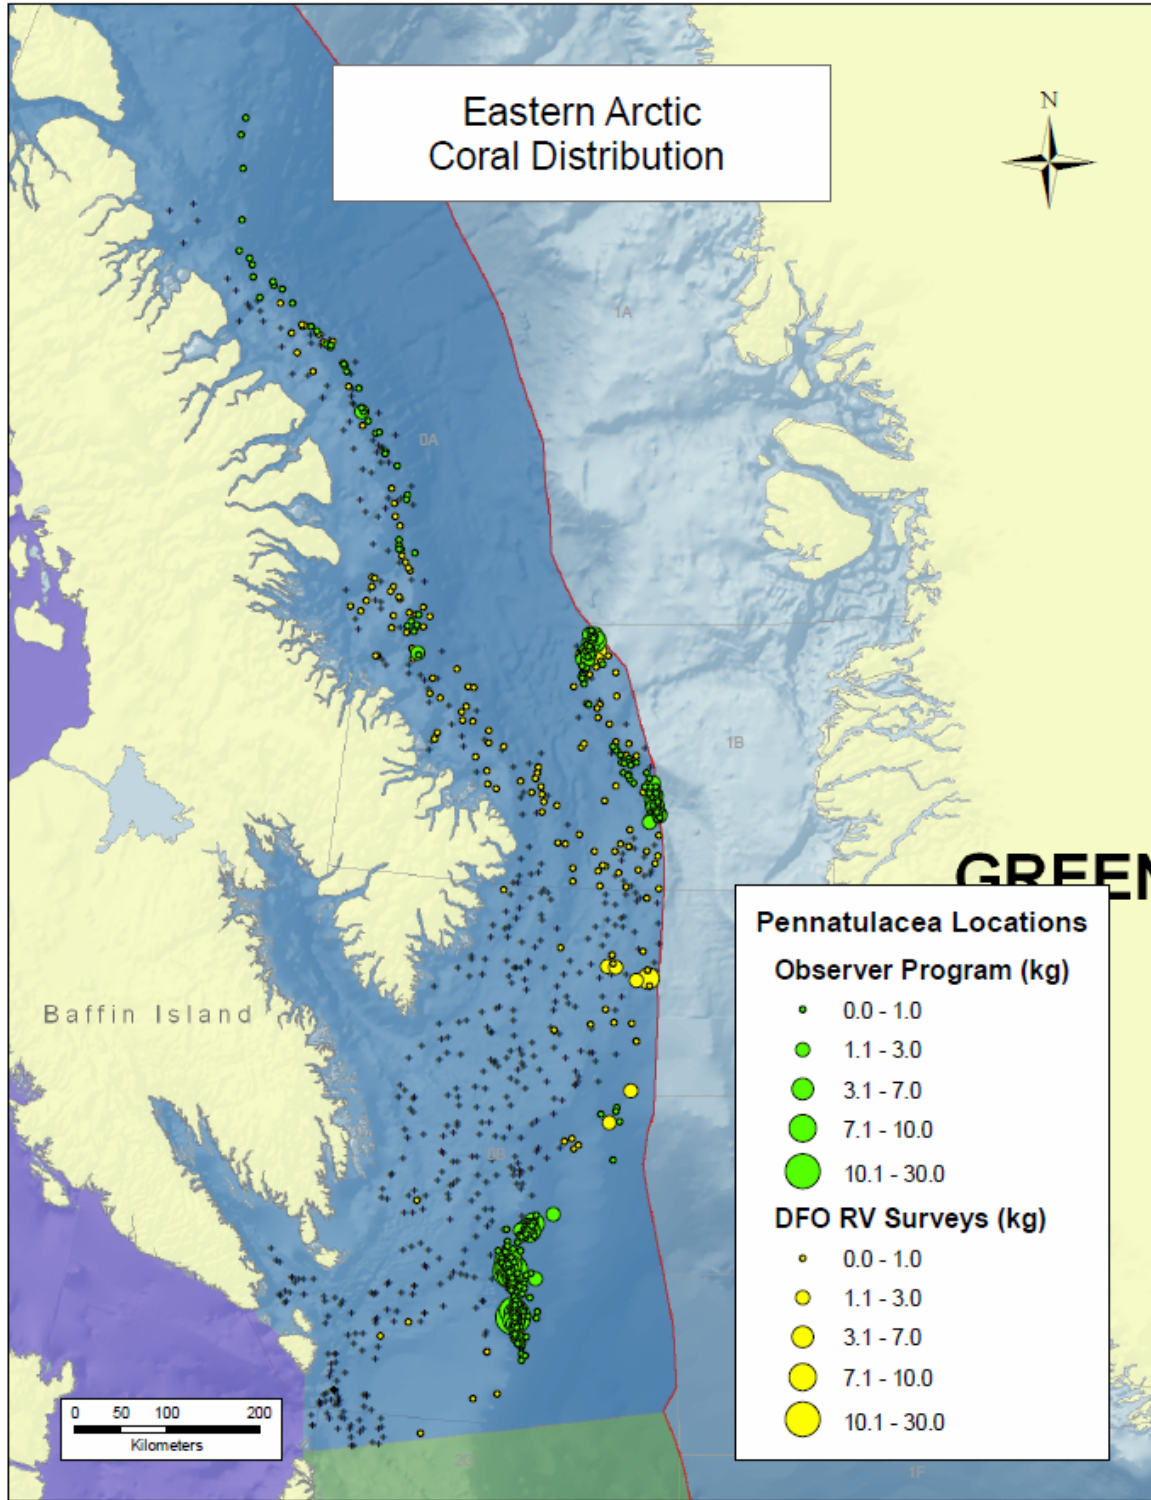 Eastern Arctic
Coral Distribution
N
1A
0A
1B
GREEN
Baffin Island
0B
2G
1F
0 50 100 200
Kilometers
Pennatulacea Locations
Observer Program (kg)
0.0 - 1.0
1.1 - 3.0
3.1 - 7.0
7.1 - 10.0
10.1 - 30.0
DFO RV Surveys (kg)
0.0 - 1.0
1.1 - 3.0
3.1 - 7.0
7.1 - 10.0
10.1 - 30.0